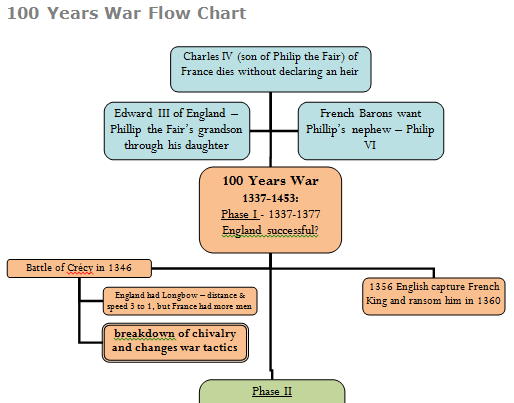 100 Years War Flow Chart
Charles IV (son of Philip the Fair) of
France dies without declaring an heir
Edward III of England –
Phillip the Fair's grandson
through his daughter
French Barons want
Phillip's nephew – Philip
VI
100 Years War
1337-1453:
Phase I - 1337-1377
England successful?
Battle of Crécy in 1346
1356 English capture French
King and ransom him in 1360
England had Longbow – distance &
speed 3 to 1, but France had more men
breakdown of chivalry
and changes war tactics
Phase II